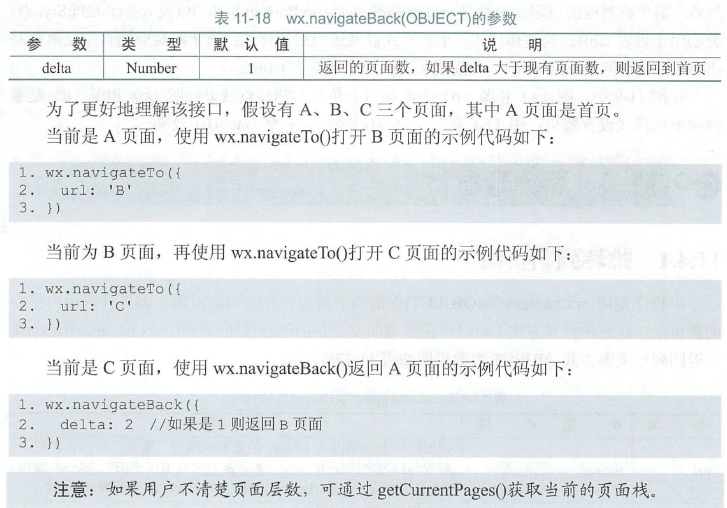 表 11-18 wx.navigateBack(OBJECT)的参数
参 数 类 型 默 认 值 说 明
delta Number 1 返回的页面数，如果 delta 大于现有页面数，则返回到首页
为了更好地理解该接口，假设有 A、B、C 三个页面，其中 A 页面是首页。
当前是 A 页面，使用 wx.navigateTo()打开 B 页面的示例代码如下：
1. wx.navigateTo({
2. url: 'B'
3. })
当前为 B 页面，再使用 wx.navigateTo()打开 C 页面的示例代码如下：
1. wx.navigateTo({
2. url: 'C'
3. })
当前是 C 页面，使用 wx.navigateBack()返回 A 页面的示例代码如下：
1. wx.navigateBack({
2. delta: 2 //如果是 1 则返回 B 页面
3. })
注意：如果用户不清楚页面层数，可通过 getCurrentPages()获取当前的页面栈。